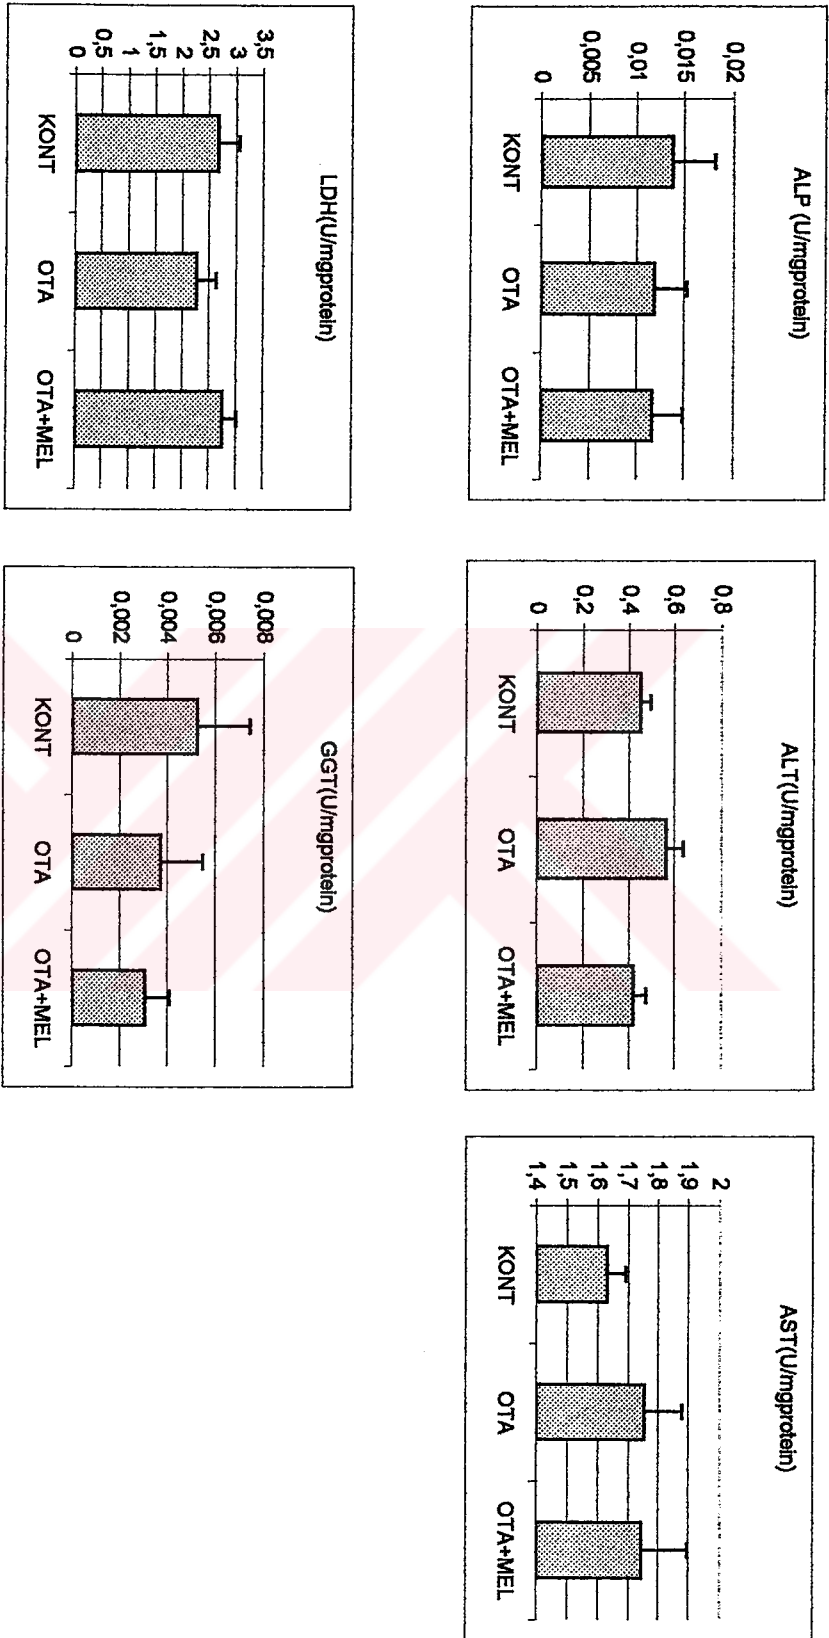 ALP (U/mgprotein)
0,02
0,015
0,01
0,005
0
KONT
OTA
OTA+MEL
ALT(U/mgprotein)
0,8
0,6
0,4
0,2
0
KONT
OTA
OTA+MEL
AST(U/mgprotein)
2
1,9
1,8
1,7
1,6
1,5
1,4
KONT
OTA
OTA+MEL
LDH(U/mgprotein)
3,5
3
2,5
2
1,5
1
0,5
0
KONT
OTA
OTA+MEL
GGT(U/mgprotein)
0,008
0,006
0,004
0,002
0
KONT
OTA
OTA+MEL